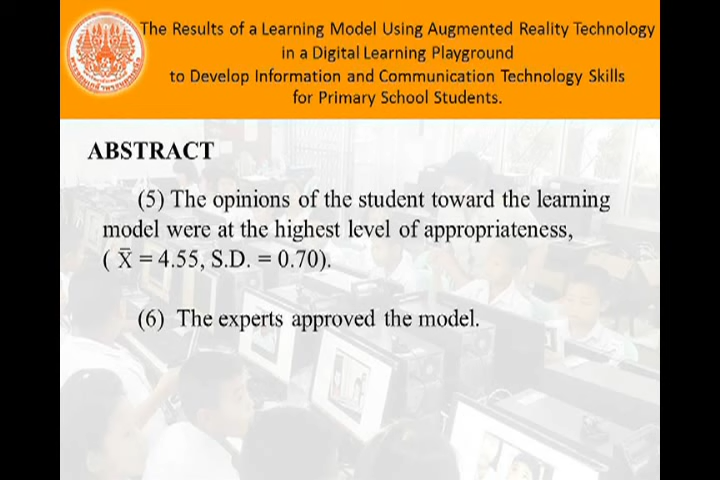 The Results of a Learning Model Using Augmented Reality Technology
in a Digital Learning Playground
to Develop Information and Communication Technology Skills
for Primary School Students.
ABSTRACT
(5) The opinions of the student toward the learning
model were at the highest level of appropriateness,
( X̅ = 4.55, S.D. = 0.70).
(6) The experts approved the model.